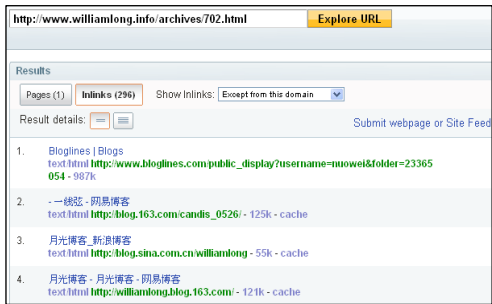 http://www.williamlong.info/archives/702.html Explore URL
Results
Pages (1) Inlinks (296) Show Inlinks: Except from this domain
Result details: Submit webpage or Site Feed
1. Bloglines | Blogs
text/html http://www.bloglines.com/public_display?username=nuowei&folder=23365
054 - 987k
2. - 一线弦 - 网易博客
text/html http://blog.163.com/candis_0526/ - 125k - cache
3. 月光博客_新浪博客
text/html http://blog.sina.com.cn/williamlong - 55k - cache
4. 月光博客 - 月光博客 - 网易博客
text/html http://williamlong.blog.163.com/ - 121k - cache